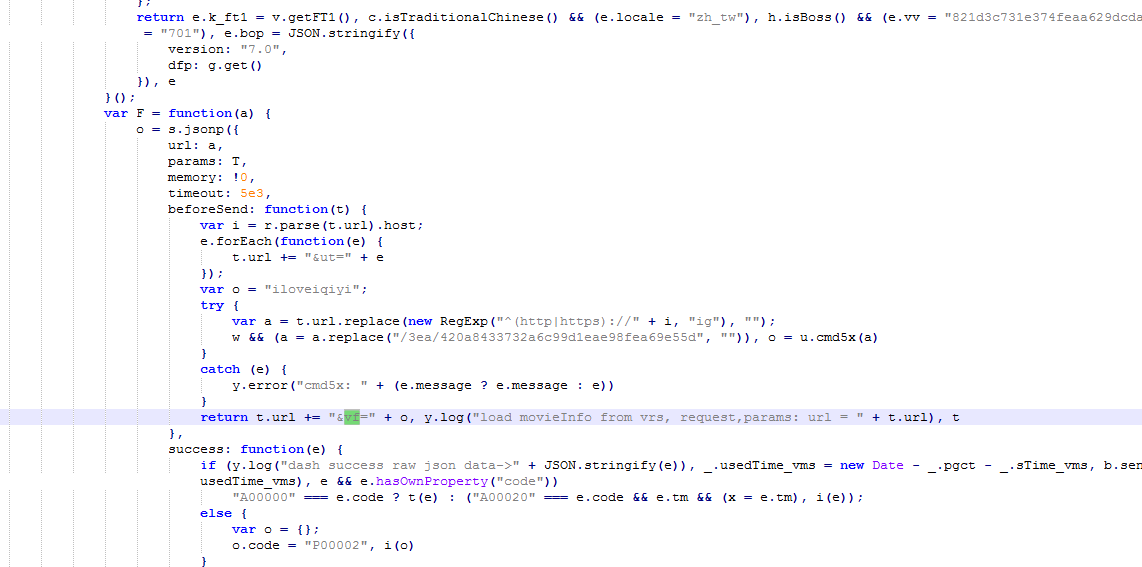 };
return e.k_ft1 = v.getFT1(), c.isTraditionalChinese() && (e.locale = "zh_tw"), h.isBoss() && (e.vv = "821d3c731e374feaa629dcda
= "701"), e.bop = JSON.stringify({
version: "7.0",
dfp: g.get()
}), e
}();
var F = function(a) {
o = s.jsonp({
url: a,
params: T,
memory: !0,
timeout: 5e3,
beforeSend: function(t) {
var i = r.parse(t.url).host;
e.forEach(function(e) {
t.url += "&ut=" + e
});
var o = "iloveiqiyi";
try {
var a = t.url.replace(new RegExp("^(http|https)://" + i, "ig"), "");
w && (a = a.replace("/3ea/420a8433732a6c99d1eae98fea69e55d", "")), o = u.cmd5x(a)
}
catch (e) {
y.error("cmd5x: " + (e.message ? e.message : e))
}
return t.url += "&vf=" + o, y.log("load movieInfo from vrs, request,params: url = " + t.url), t
},
success: function(e) {
if (y.log("dash success raw json data->" + JSON.stringify(e)), _.usedTime_vms = new Date - _.pgct - _.sTime_vms, b.sen
usedTime_vms), e && e.hasOwnProperty("code"))
"A00000" === e.code ? t(e) : ("A00020" === e.code && e.tm && (x = e.tm), i(e));
else {
var o = {};
o.code = "P00002", i(o)
}